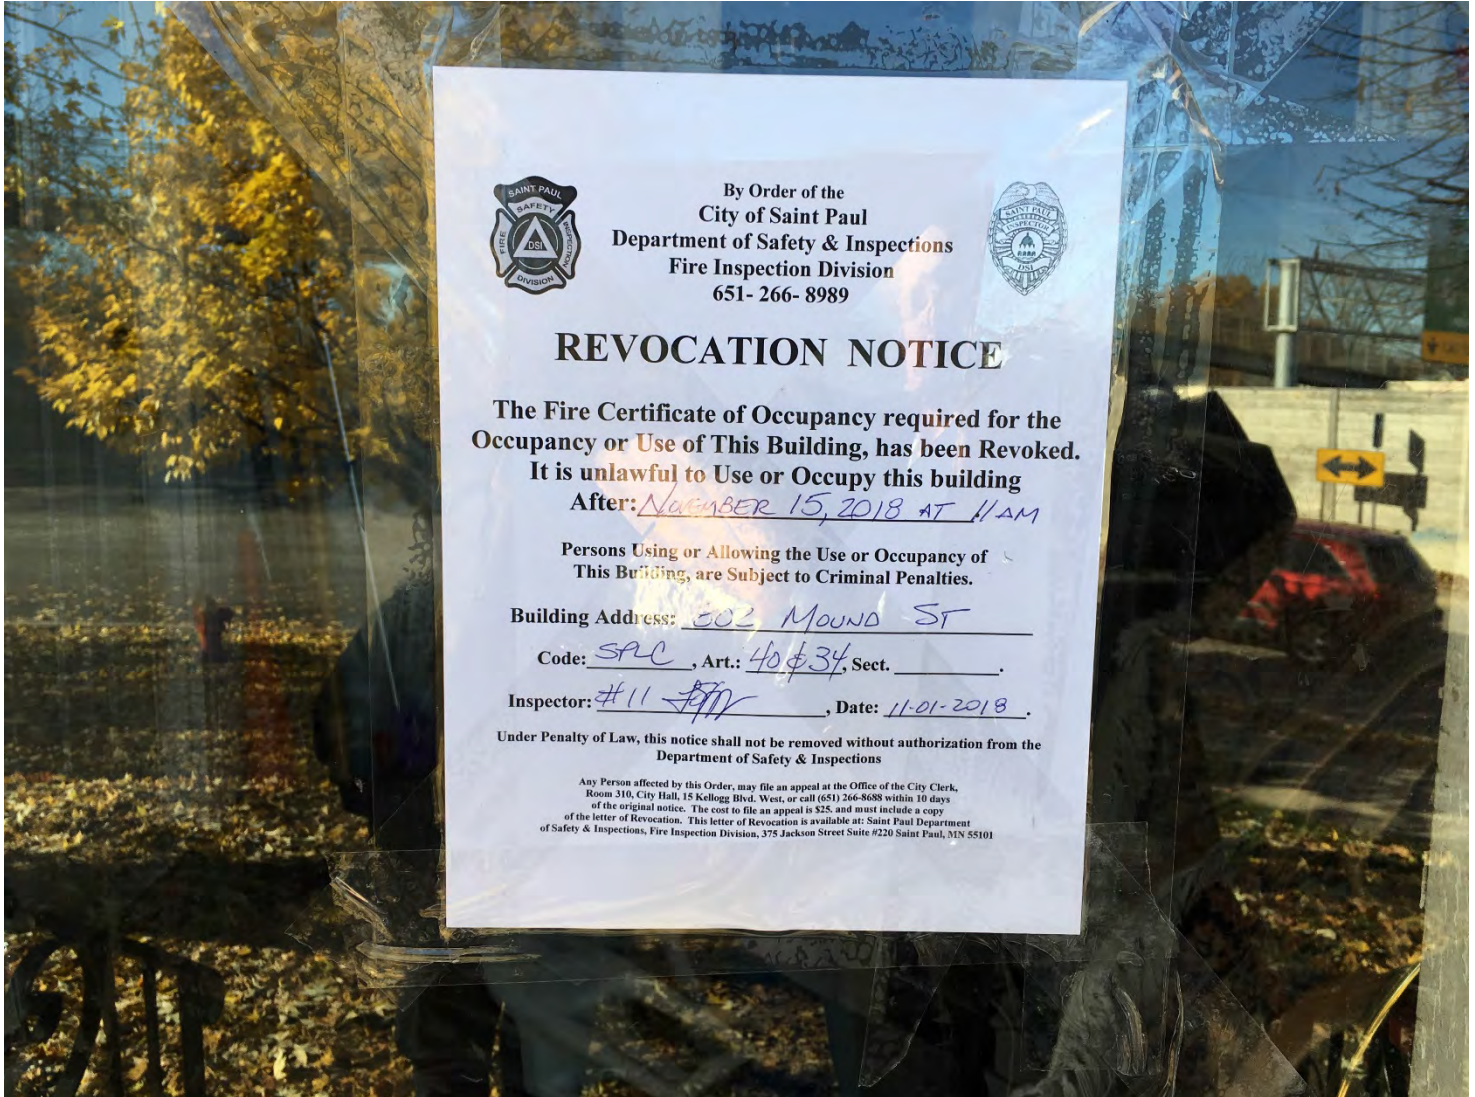 SAINT PAUL
SAFETY
FIRE
INSPECTION
DSI
DIVISION
By Order of the
City of Saint Paul
Department of Safety & Inspections
Fire Inspection Division
651- 266- 8989
SAINT PAUL
INSPECTOR
DSI
REVOCATION NOTICE
The Fire Certificate of Occupancy required for the
Occupancy or Use of This Building, has been Revoked.
It is unlawful to Use or Occupy this building
After: NOVEMBER 15, 2018 AT 11 AM
Persons Using or Allowing the Use or Occupancy of
This Building, are Subject to Criminal Penalties.
Building Address: MOUND ST
Code: SPLC, Art.: 40 & 34, Sect. .
Inspector: #11, Date: 11-01-2018.
Under Penalty of Law, this notice shall not be removed without authorization from the
Department of Safety & Inspections
Any Person affected by this Order, may file an appeal at the Office of the City Clerk,
Room 310, City Hall, 15 Kellogg Blvd. West, or call (651) 266-8688 within 10 days
of the original notice. The cost to file an appeal is $25, and must include a copy
of the letter of Revocation. This letter of Revocation is available at: Saint Paul Department
of Safety & Inspections, Fire Inspection Division, 375 Jackson Street Suite #220 Saint Paul, MN 55101